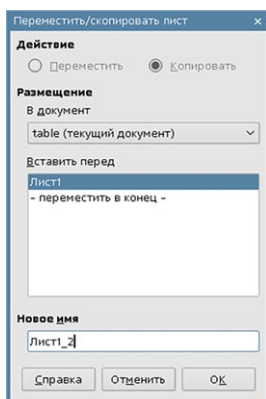 Переместить/скопировать лист ×
Действие
Переместить Копировать
Размещение
В документ
table (текущий документ)
Вставить перед
Лист1
- переместить в конец -
Новое имя
Лист1_2
Справка Отменить ОК